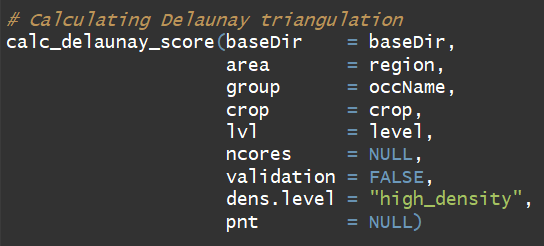 # Calculating Delaunay triangulation
calc_delaunay_score(baseDir    = baseDir,
                    area       = region,
                    group      = occName,
                    crop       = crop,
                    lvl        = level,
                    ncores     = NULL,
                    validation = FALSE,
                    dens.level = "high_density",
                    pnt        = NULL)